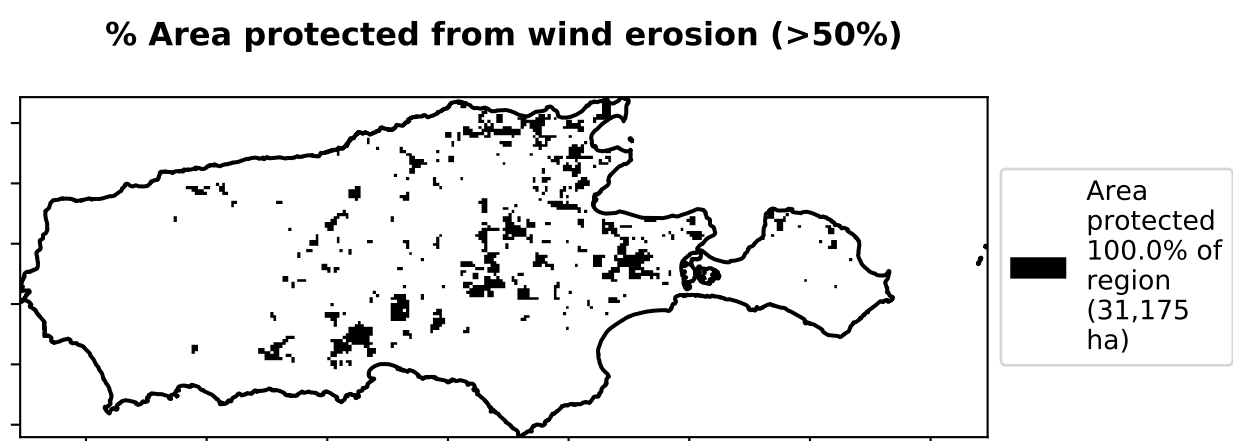 % Area protected from wind erosion (>50%)
Area
protected
100.0% of
region
(31,175
ha)